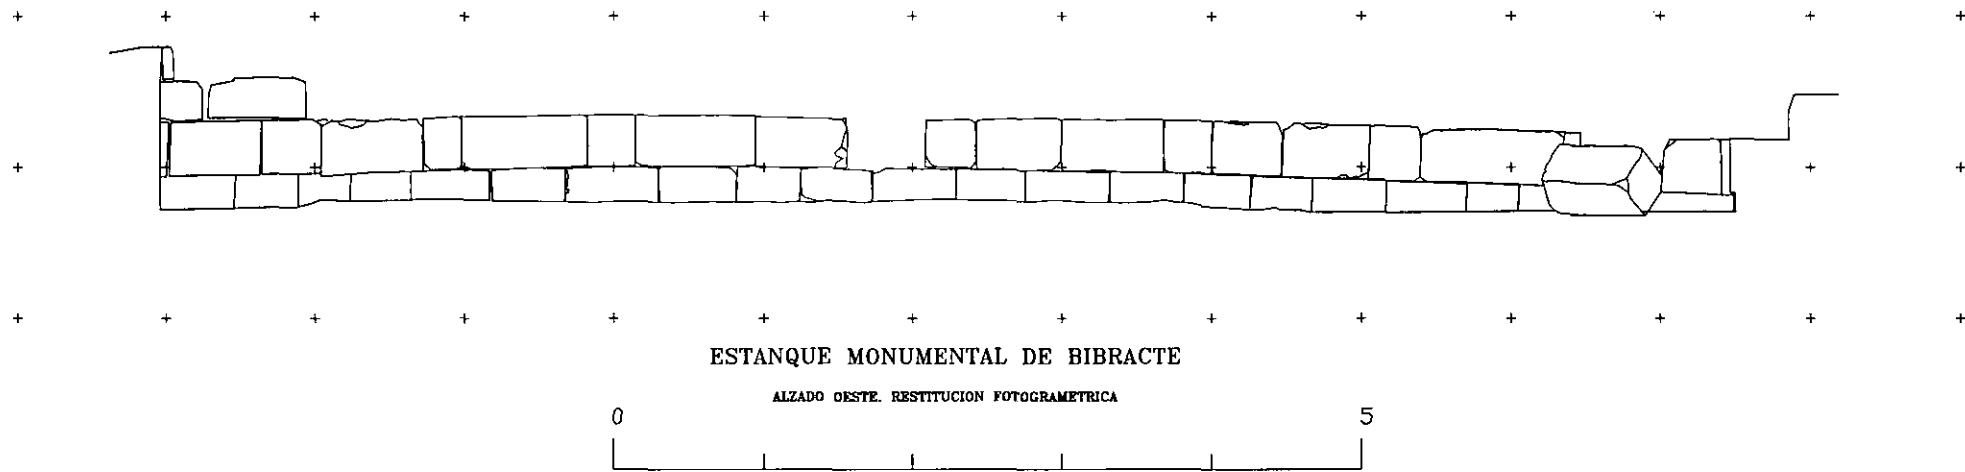 ESTANQUE MONUMENTAL DE BIBRACTE
ALZADO OESTE. RESTITUCION FOTOGRAMETRICA
0 5